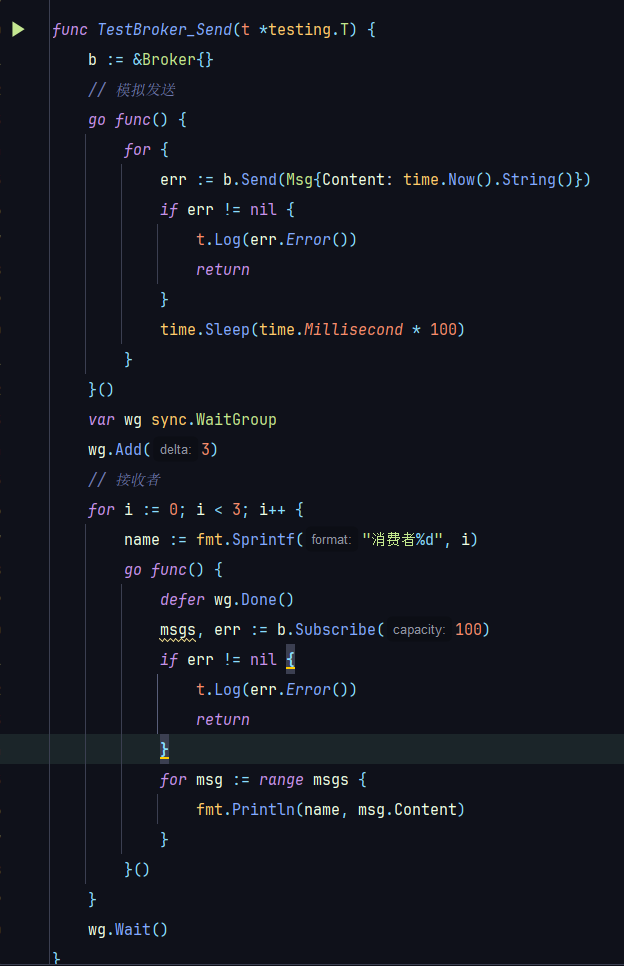 func TestBroker_Send(t *testing.T) {
    b := &Broker{}
    // 模拟发送
    go func() {
        for {
            err := b.Send(Msg{Content: time.Now().String()})
            if err != nil {
                t.Log(err.Error())
                return
            }
            time.Sleep(time.Millisecond * 100)
        }
    }()
    var wg sync.WaitGroup
    wg.Add( delta: 3)
    // 接收者
    for i := 0; i < 3; i++ {
        name := fmt.Sprintf( format: "消费者%d", i)
        go func() {
            defer wg.Done()
            msgs, err := b.Subscribe( capacity: 100)
            if err != nil {
                t.Log(err.Error())
                return
            }
            for msg := range msgs {
                fmt.Println(name, msg.Content)
            }
        }()
    }
    wg.Wait()
}